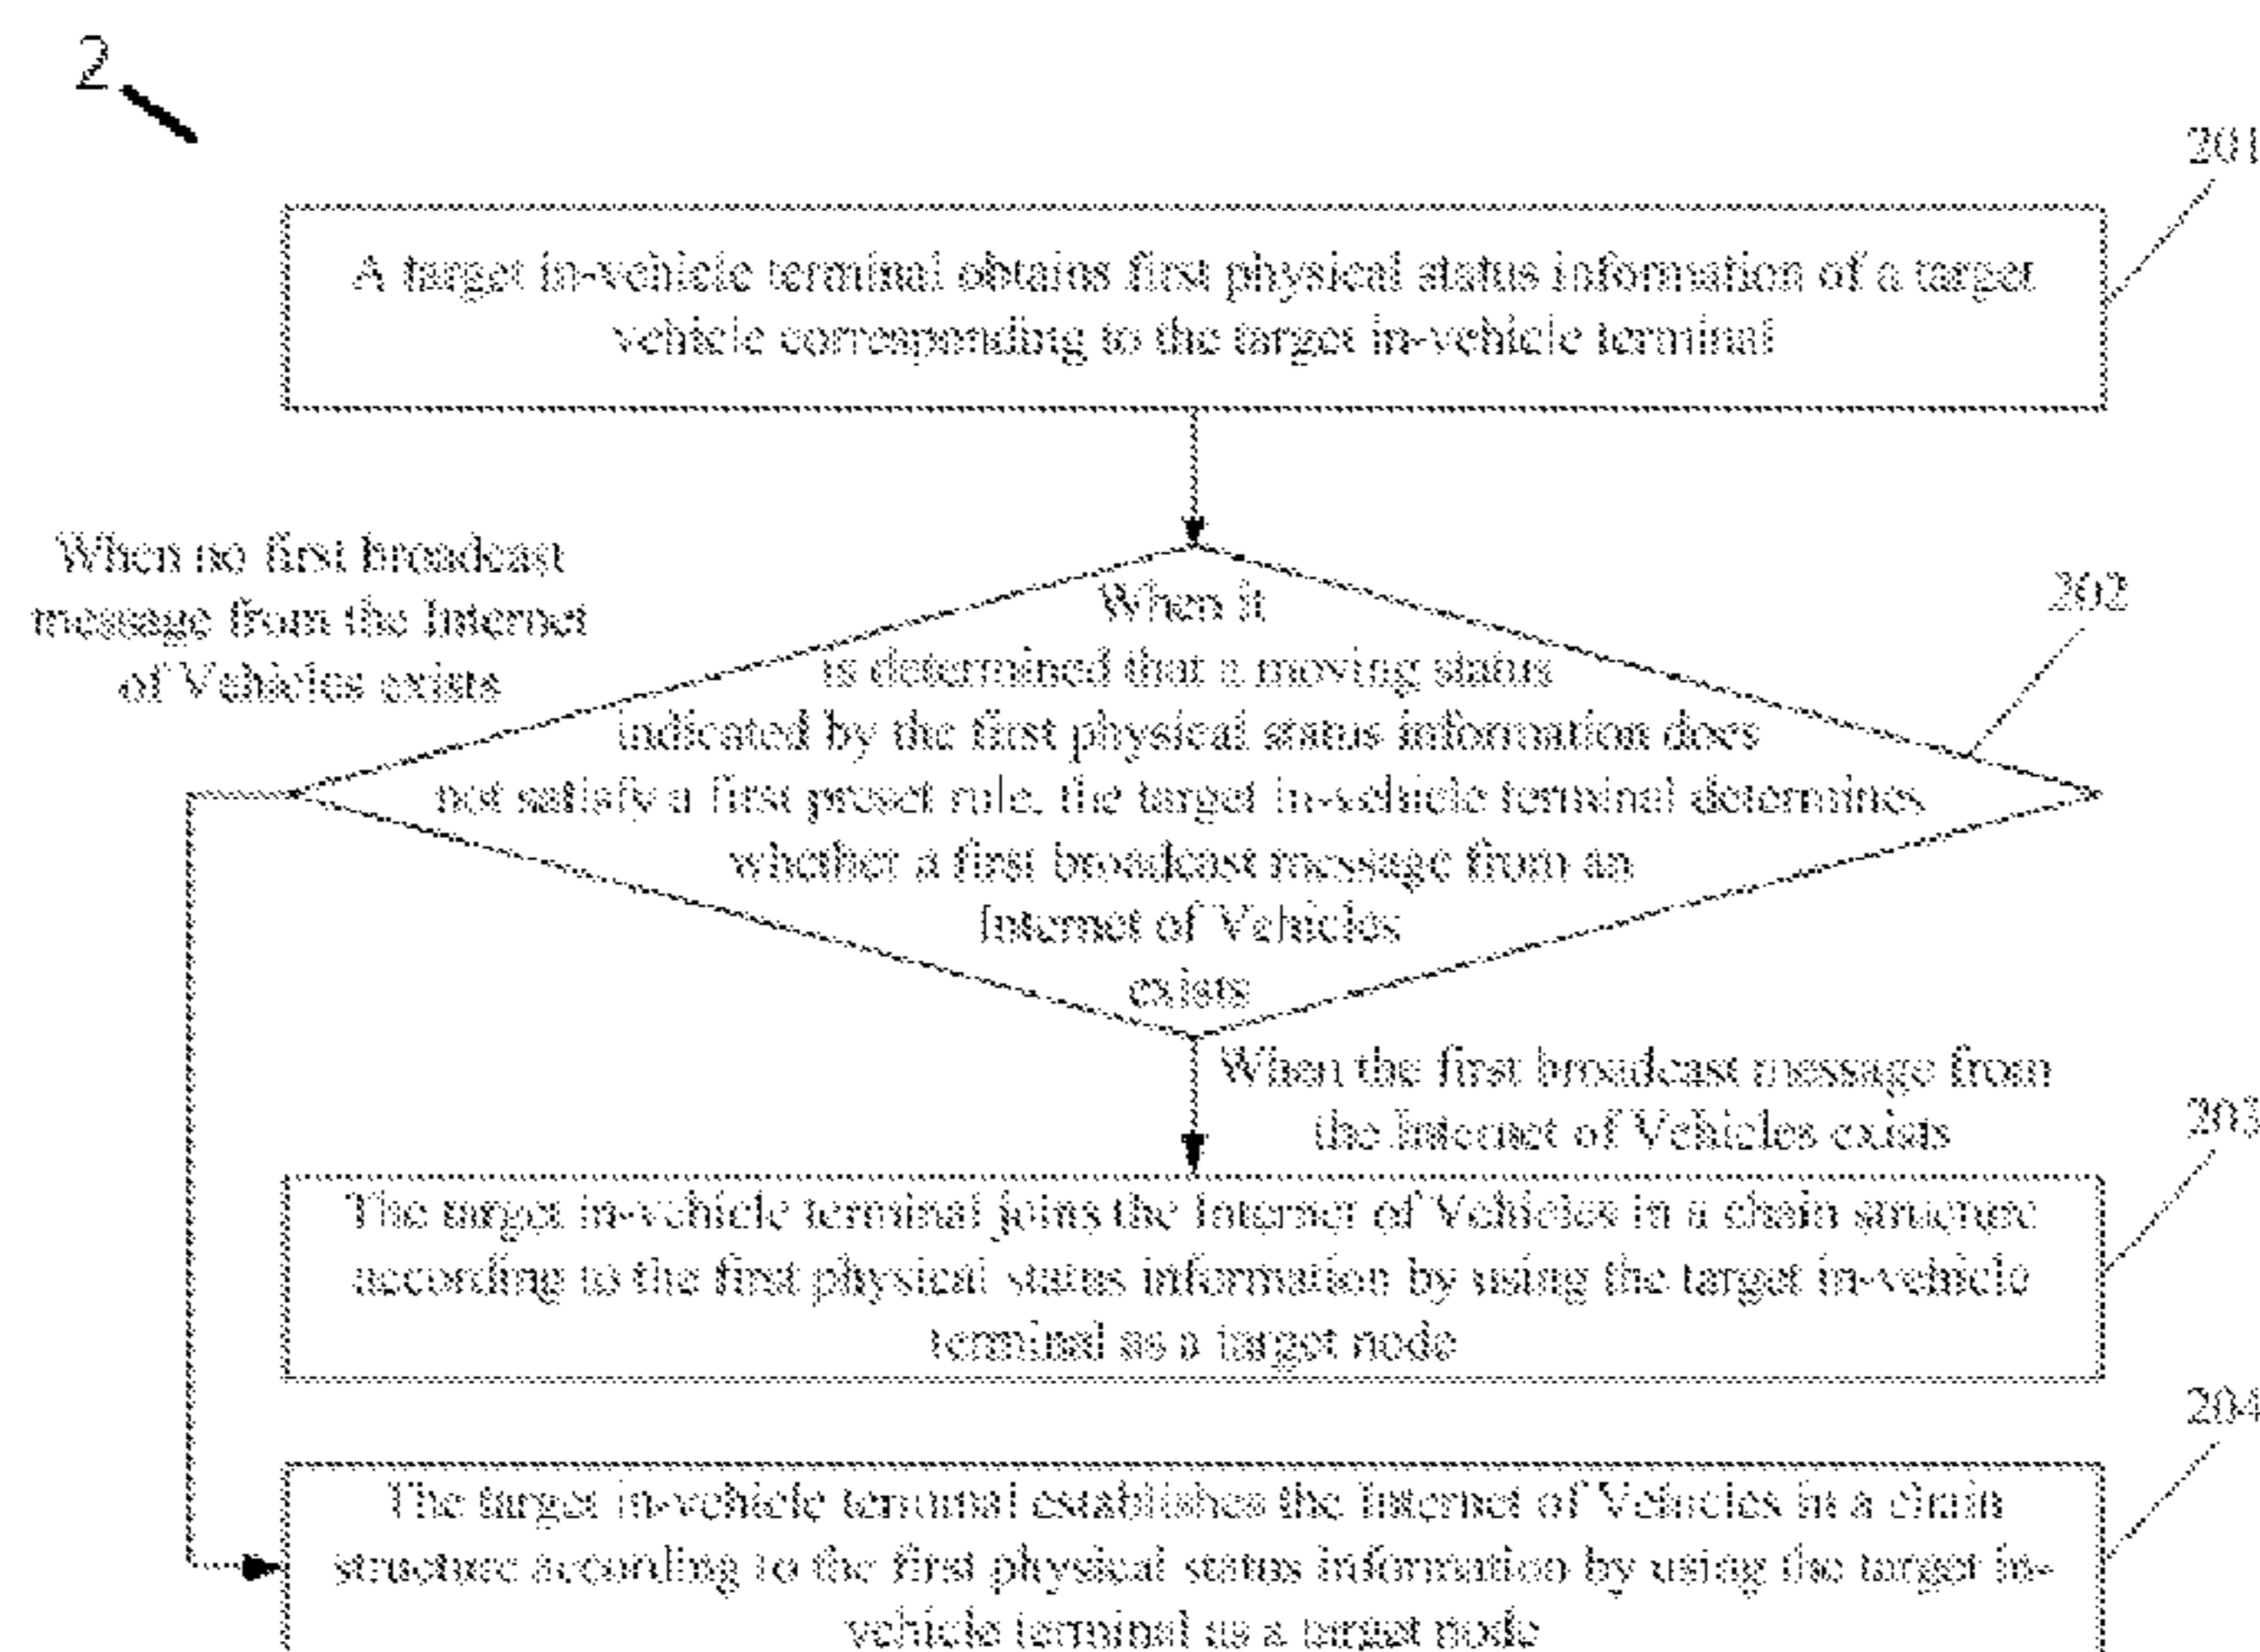 2
201
A target in-vehicle terminal obtains first physical status information of a target
vehicle corresponding to the target in-vehicle terminal
When no first broadcast
message from the Internet
of Vehicles exists
202
When it
is determined that a moving status
indicated by the first physical status information does
not satisfy a first preset rule, the target in-vehicle terminal determines
whether a first broadcast message from an
Internet of Vehicles
exists
When the first broadcast message from
the Internet of Vehicles exists
203
The target in-vehicle terminal joins the Internet of Vehicles in a chain structure
according to the first physical status information by using the target in-vehicle
terminal as a target node
204
The target in-vehicle terminal establishes the Internet of Vehicles in a chain
structure according to the first physical status information by using the target in-
vehicle terminal as a target node